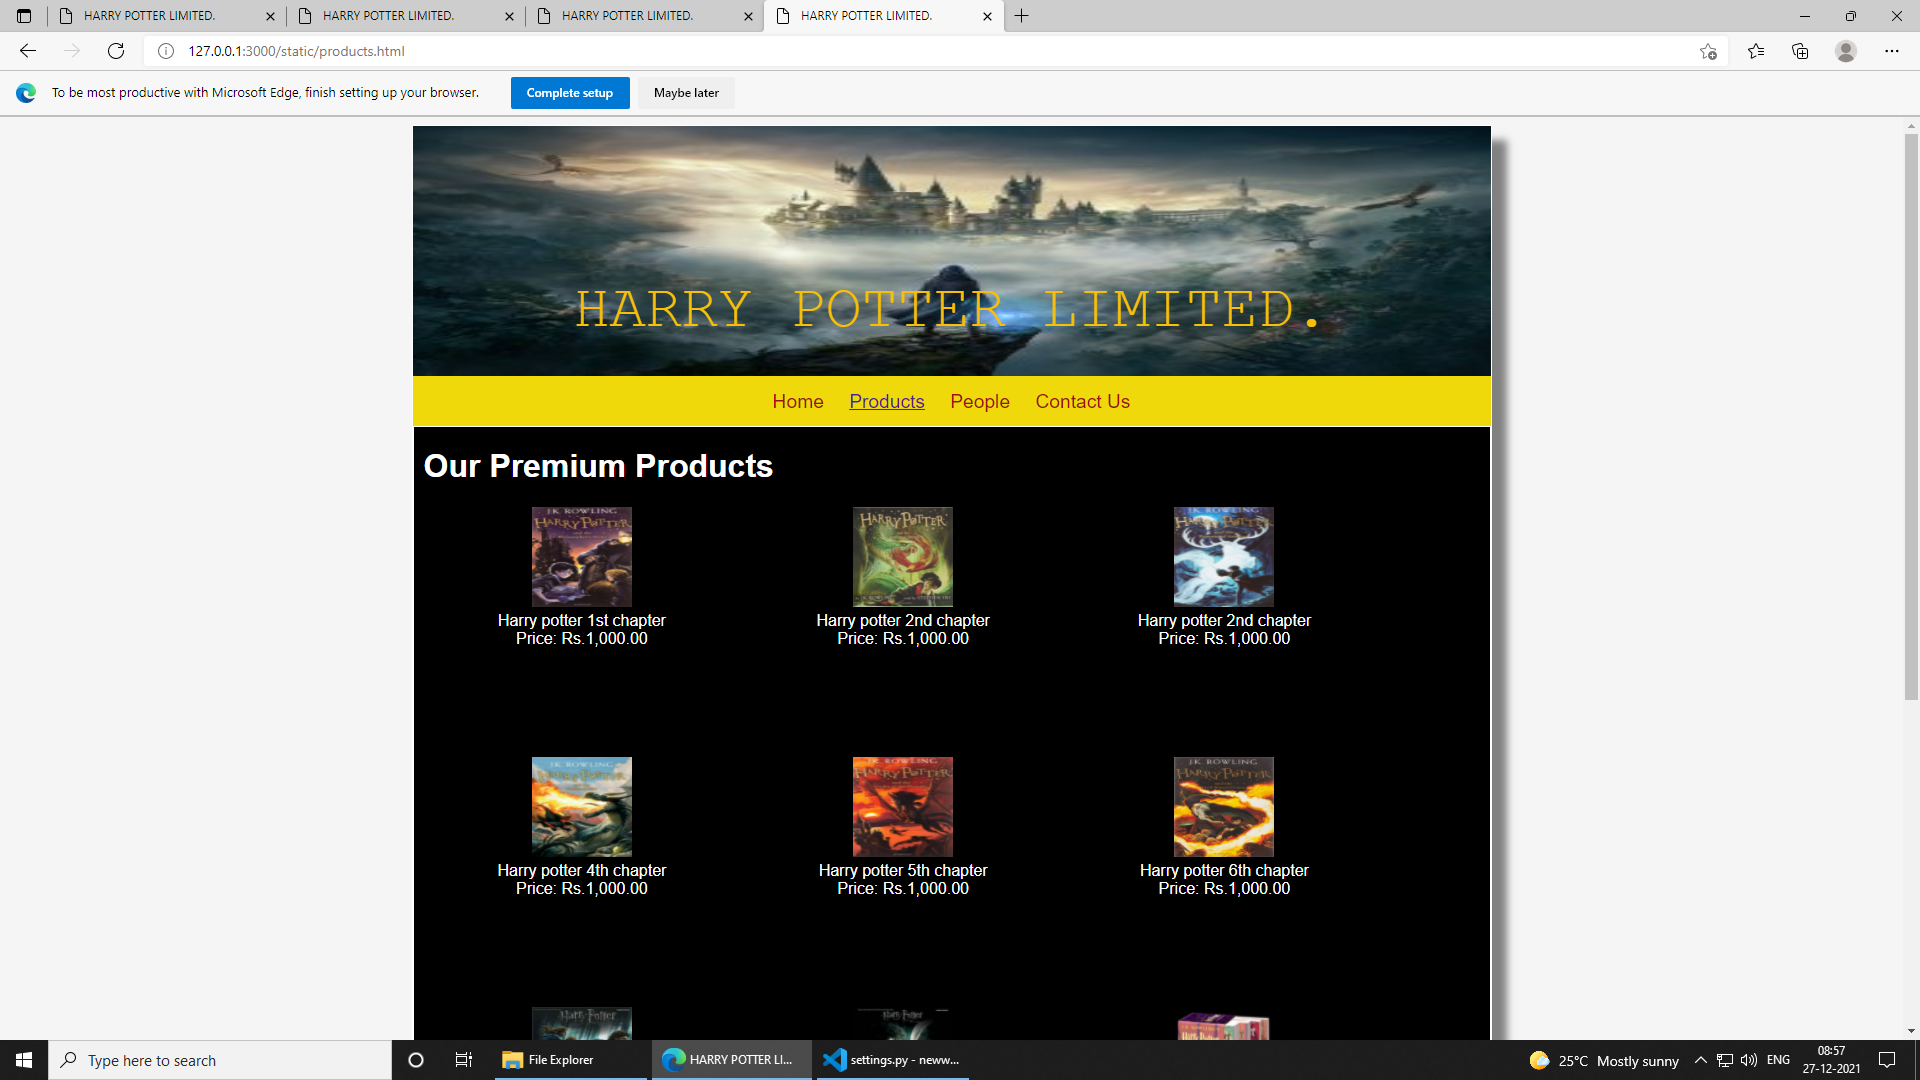 HARRY POTTER LIMITED.
HARRY POTTER LIMITED.
HARRY POTTER LIMITED.
HARRY POTTER LIMITED.
127.0.0.1:3000/static/products.html
To be most productive with Microsoft Edge, finish setting up your browser.
Complete setup
Maybe later
HARRY POTTER LIMITED.
Home Products People Contact Us
Our Premium Products
J.K ROWLING
HARRY POTTER
HARRY POTTER
J.K ROWLING
HARRY POTTER
Harry potter 1st chapter
Price: Rs.1,000.00
Harry potter 2nd chapter
Price: Rs.1,000.00
Harry potter 2nd chapter
Price: Rs.1,000.00
J.K ROWLING
HARRY POTTER
J.K ROWLING
HARRY POTTER
J.K ROWLING
HARRY POTTER
Harry potter 4th chapter
Price: Rs.1,000.00
Harry potter 5th chapter
Price: Rs.1,000.00
Harry potter 6th chapter
Price: Rs.1,000.00
Harry Potter
Harry Potter
Type here to search
File Explorer
HARRY POTTER LI...
settings.py - neww...
25°C Mostly sunny
ENG
08:57
27-12-2021